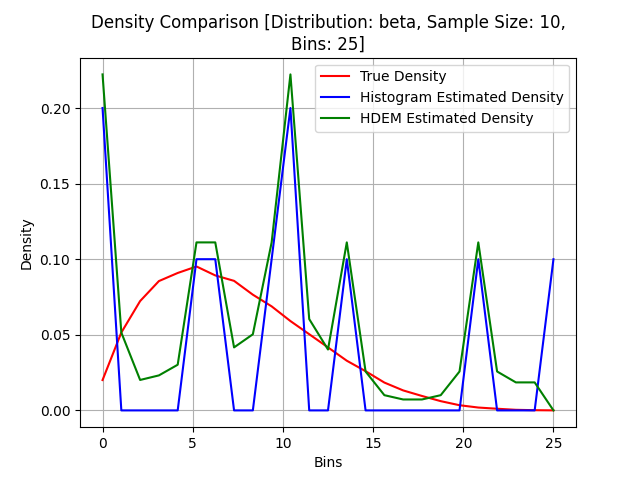 Density Comparison [Distribution: beta, Sample Size: 10,
Bins: 25]
True Density
Histogram Estimated Density
HDEM Estimated Density
Density
0.20
0.15
0.10
0.05
0.00
0 5 10 15 20 25
Bins